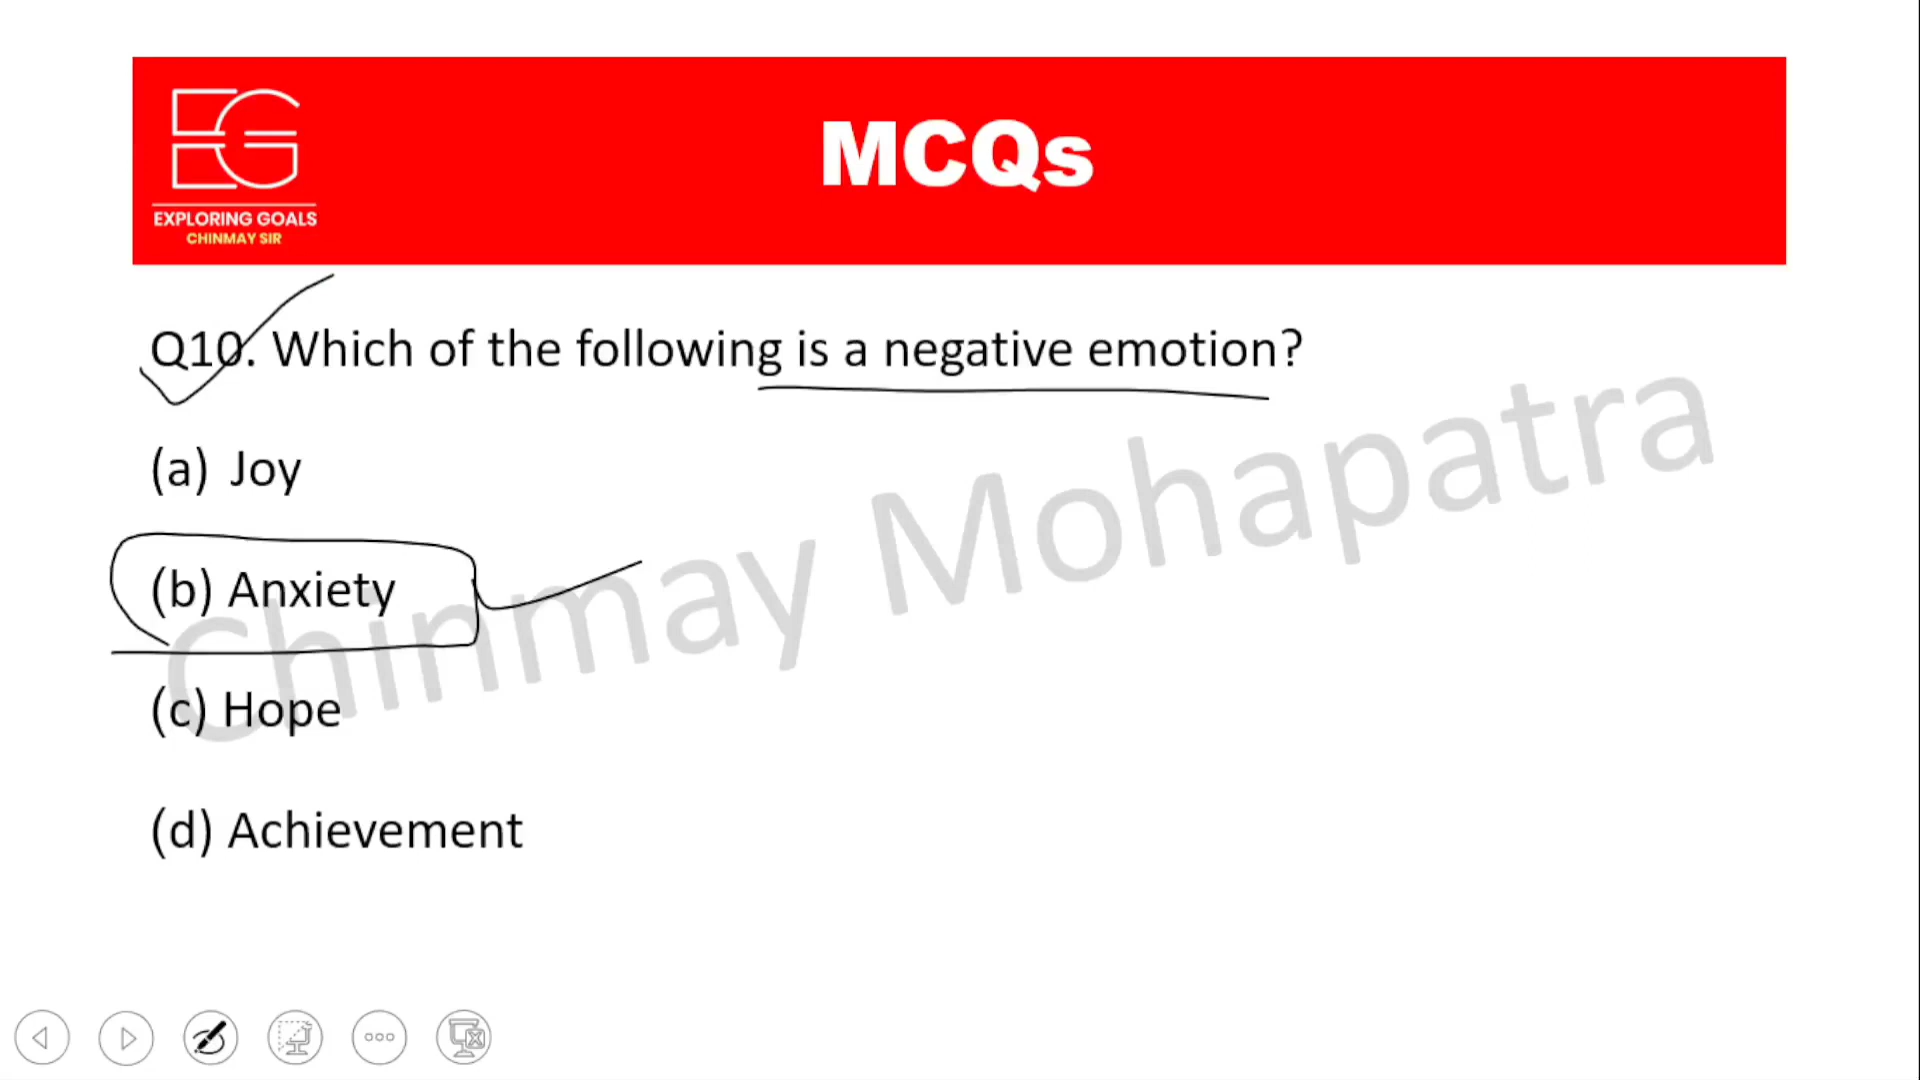 EG
EXPLORING GOALS
CHINMAY SIR
MCQs
Q10. Which of the following is a negative emotion?
(a) Joy
(b) Anxiety
(c) Hope
(d) Achievement
Chinmay Mohapatra